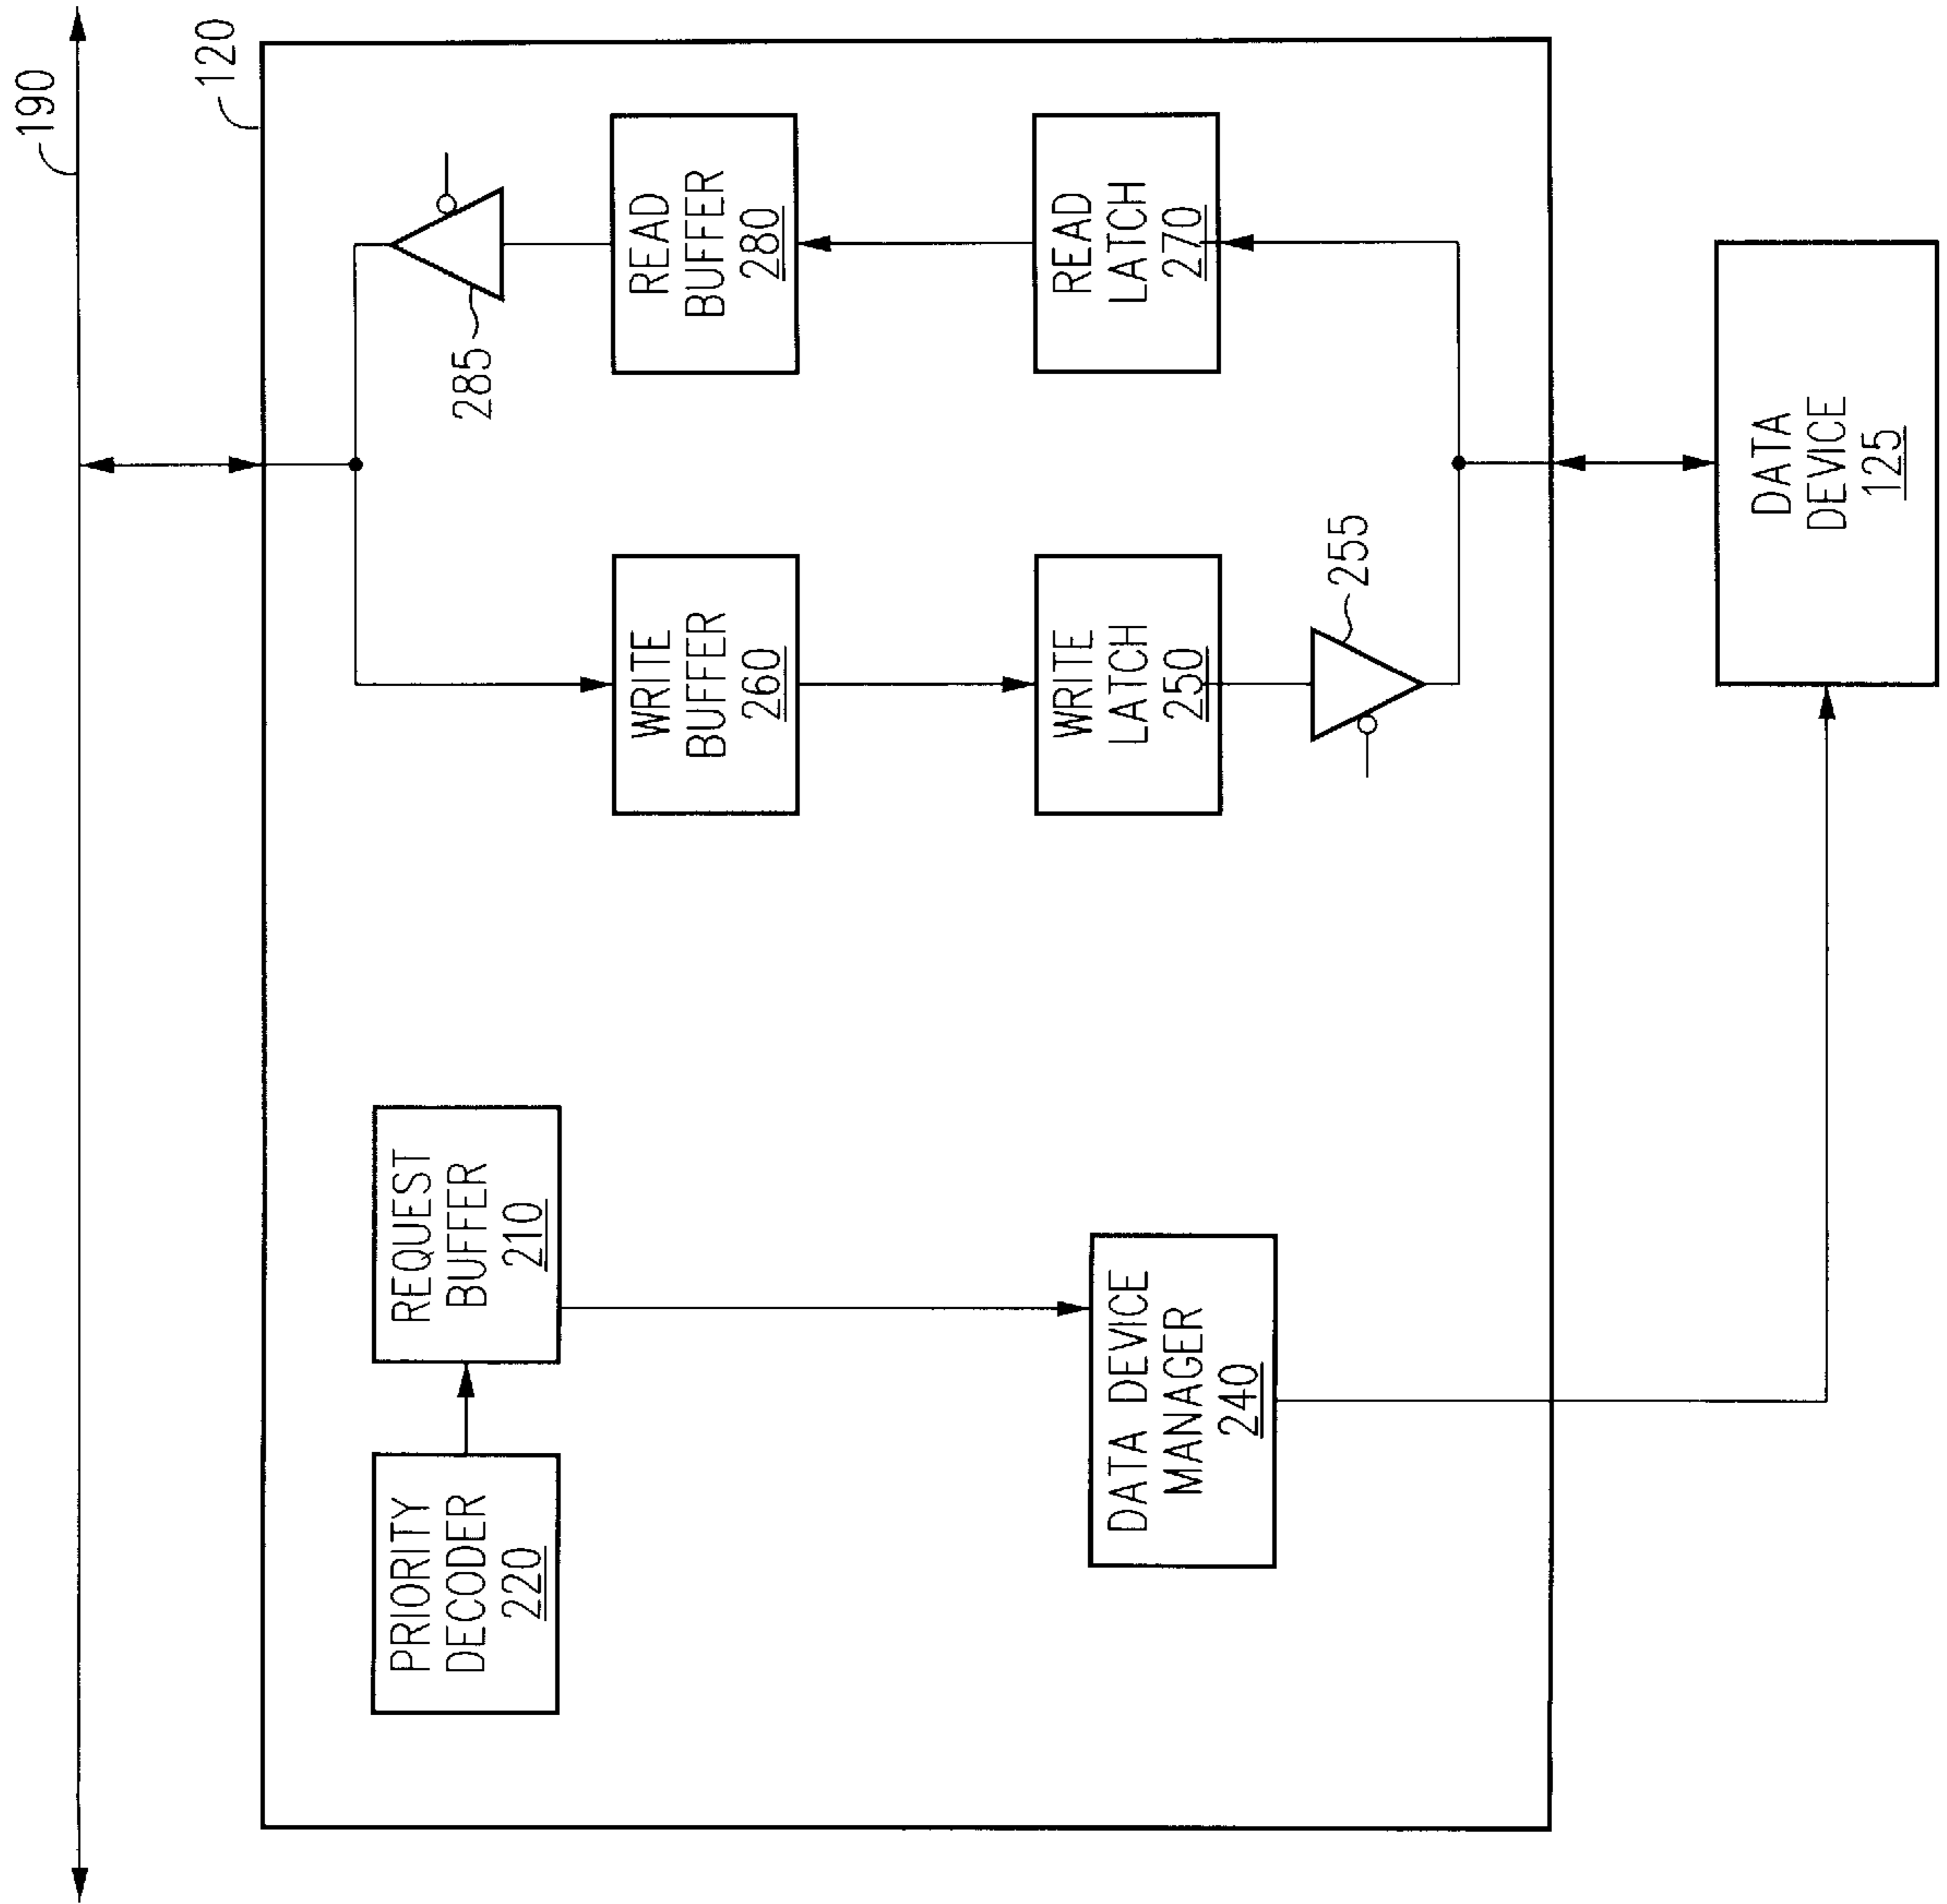 190
120
PRIORITY
DECODER
220
REQUEST
BUFFER
210
285
WRITE
BUFFER
260
READ
BUFFER
280
DATA DEVICE
MANAGER
240
WRITE
LATCH
250
READ
LATCH
270
255
DATA
DEVICE
125